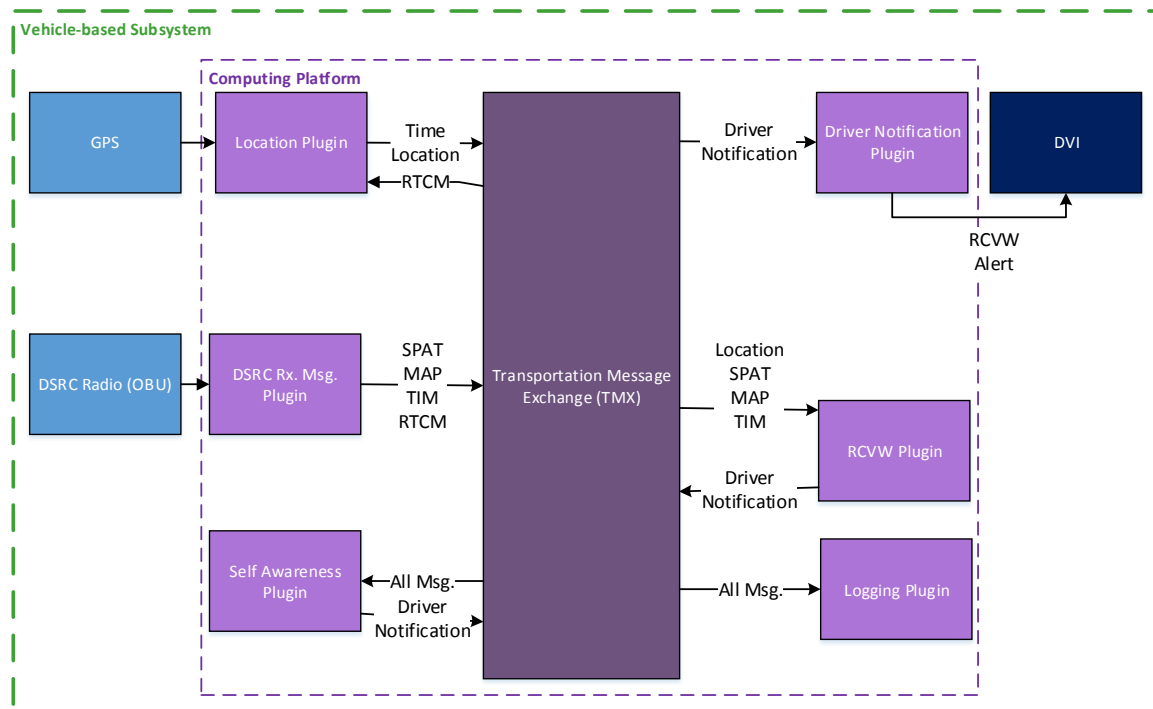 Vehicle-based Subsystem
Computing Platform
GPS
Location Plugin
Time
Location
RTCM
Driver
Notification
Driver Notification
Plugin
DVI
RCVW
Alert
DSRC Radio (OBU)
DSRC Rx. Msg.
Plugin
SPAT
MAP
TIM
RTCM
Transportation Message
Exchange (TMX)
Location
SPAT
MAP
TIM
RCVW Plugin
Driver
Notification
Self Awareness
Plugin
All Msg.
Driver
Notification
All Msg.
Logging Plugin